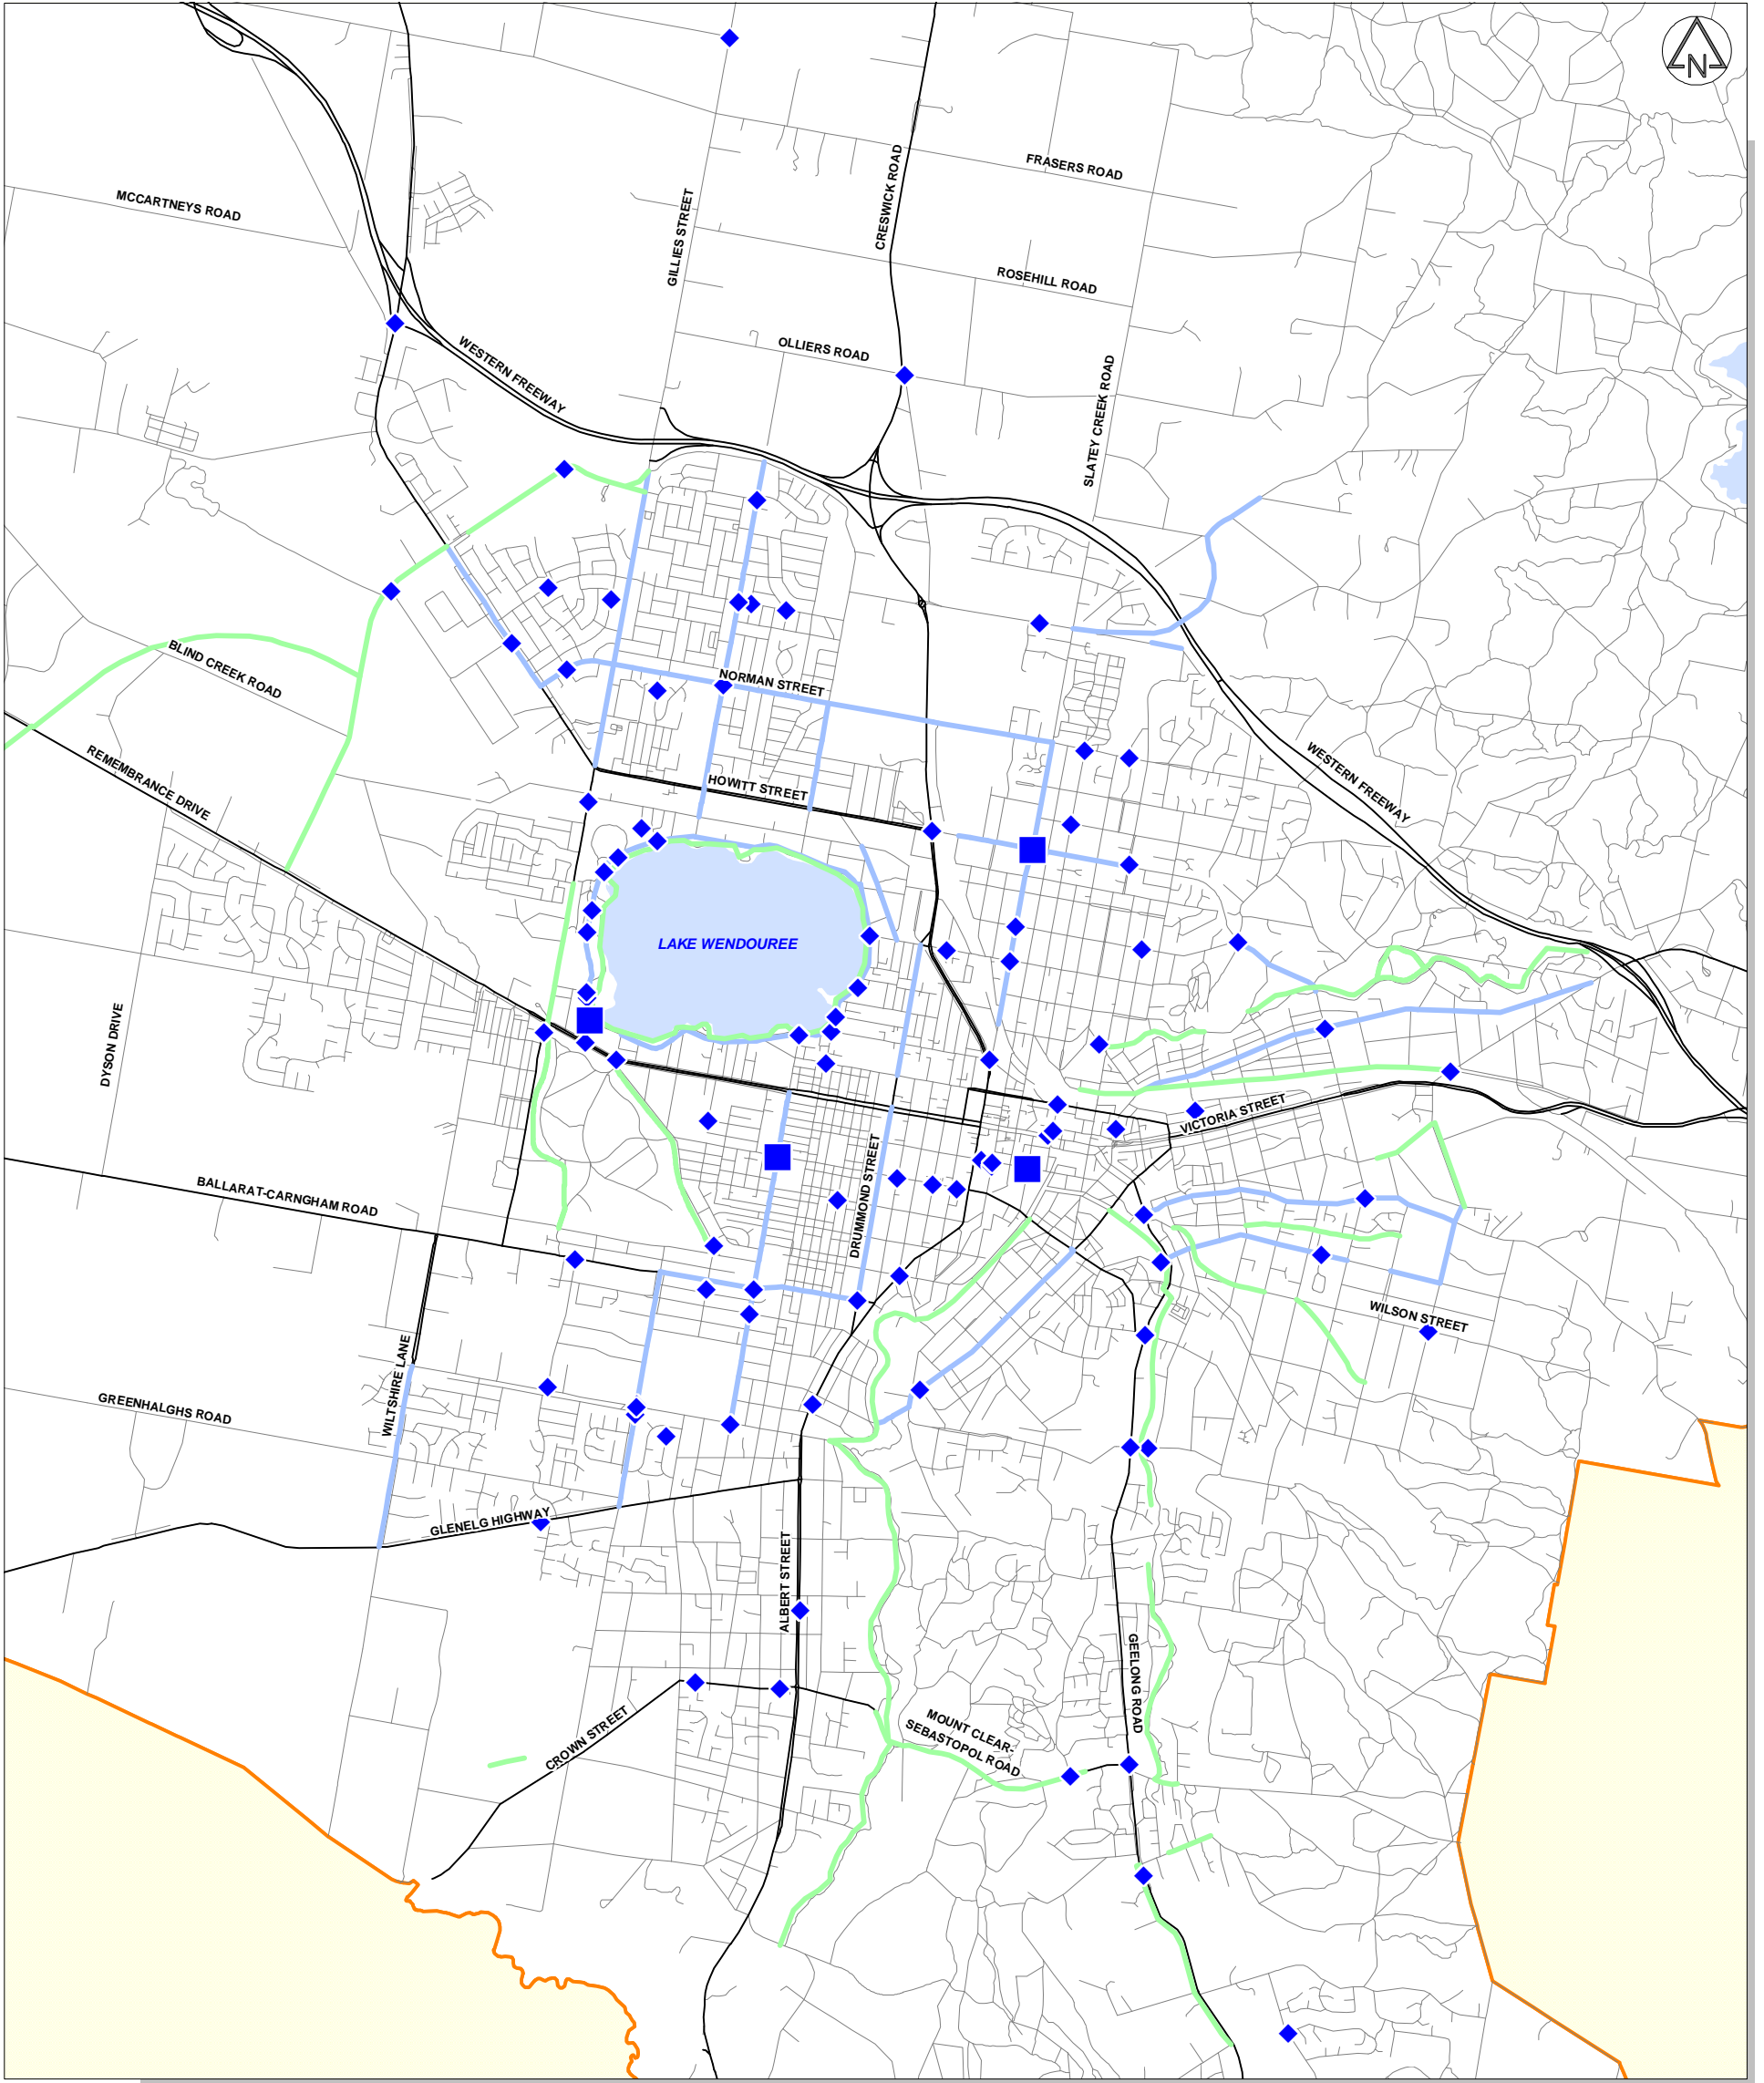 N
FRASERS ROAD
MCCARTNEYS ROAD
CRESWICK ROAD
GILLIES STREET
ROSEHILL ROAD
OLLIERS ROAD
WESTERN FREEWAY
SLATEY CREEK ROAD
BLIND CREEK ROAD
NORMAN STREET
REMEMBRANCE DRIVE
HOWITT STREET
WESTERN FREEWAY
LAKE WENDOUREE
DYSON DRIVE
VICTORIA STREET
DRUMMOND STREET
BALLARAT-CARNGHAM ROAD
WILSON STREET
WILTSHIRE LANE
GREENHALGHS ROAD
GLENELG HIGHWAY
ALBERT STREET
GEELONG ROAD
CROWN STREET
MOUNT CLEAR-
SEBASTOPOL ROAD